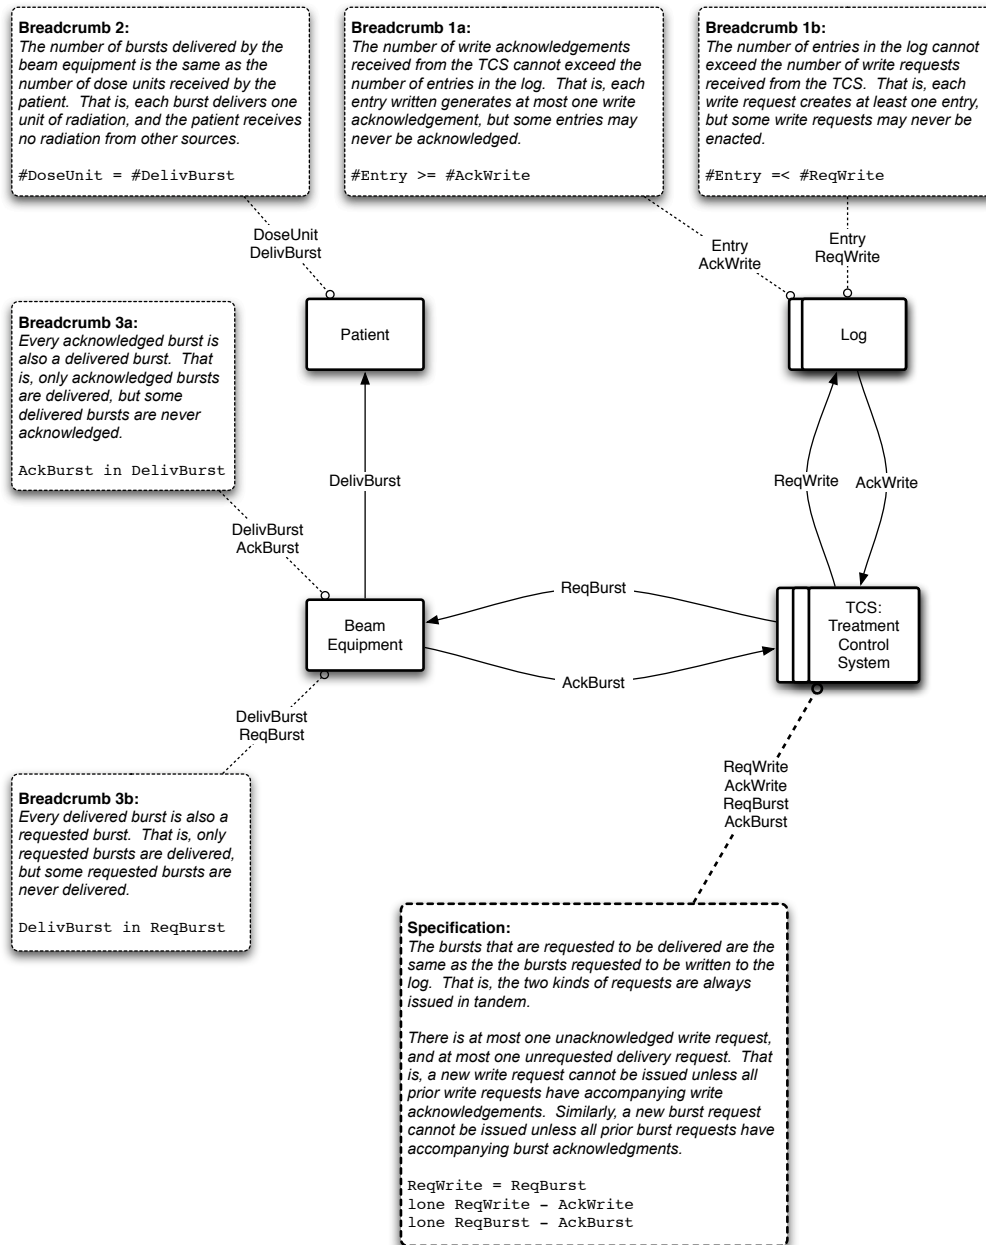 Breadcrumb 2:
The number of bursts delivered by the
beam equipment is the same as the
number of dose units received by the
patient.  That is, each burst delivers one
unit of radiation, and the patient receives
no radiation from other sources.
#DoseUnit = #DelivBurst
Breadcrumb 1a:
The number of write acknowledgements
received from the TCS cannot exceed the
number of entries in the log.  That is, each
entry written generates at most one write
acknowledgement, but some entries may
never be acknowledged.
#Entry >= #AckWrite
Breadcrumb 1b:
The number of entries in the log cannot
exceed the number of write requests
received from the TCS.  That is, each
write request creates at least one entry,
but some write requests may never be
enacted.
#Entry =< #ReqWrite
DoseUnit
DelivBurst
Entry
AckWrite
Entry
ReqWrite
Breadcrumb 3a:
Every acknowledged burst is
also a delivered burst.  That
is, only acknowledged bursts
are delivered, but some
delivered bursts are never
acknowledged.
AckBurst in DelivBurst
Patient
Log
DelivBurst
ReqWrite
AckWrite
DelivBurst
AckBurst
ReqBurst
Beam
Equipment
TCS:
Treatment
Control
System
AckBurst
DelivBurst
ReqBurst
Breadcrumb 3b:
Every delivered burst is also a
requested burst.  That is, only
requested bursts are delivered,
but some requested bursts are
never delivered.
DelivBurst in ReqBurst
ReqWrite
AckWrite
ReqBurst
AckBurst
Specification:
The bursts that are requested to be delivered are the
same as the the bursts requested to be written to the
log.  That is, the two kinds of requests are always
issued in tandem.
There is at most one unacknowledged write request,
and at most one unrequested delivery request.  That
is, a new write request cannot be issued unless all
prior write requests have accompanying write
acknowledgements.  Similarly, a new burst request
cannot be issued unless all prior burst requests have
accompanying burst acknowledgments.
ReqWrite = ReqBurst
lone ReqWrite - AckWrite
lone ReqBurst - AckBurst